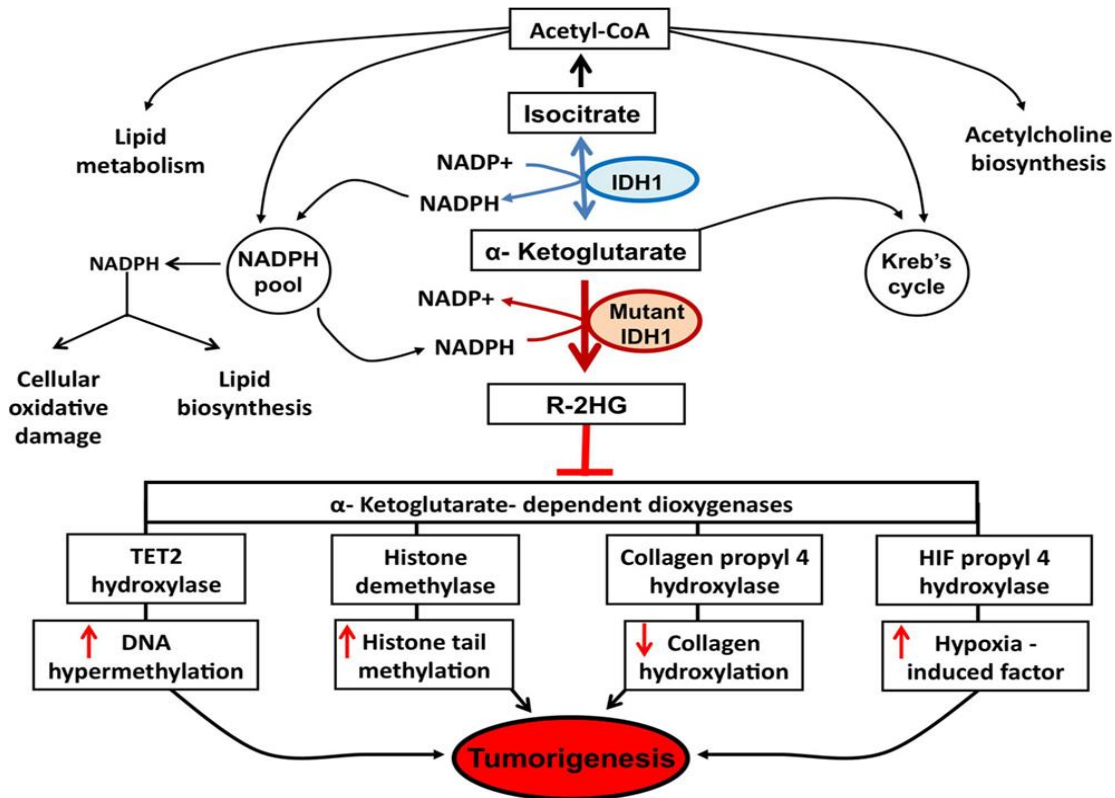 Acetyl-CoA
Isocitrate
Lipid
metabolism
Acetylcholine
biosynthesis
NADP+
IDH1
NADPH
α- Ketoglutarate
NADPH
NADPH
pool
Kreb's
cycle
NADP+
Mutant
IDH1
NADPH
Cellular
oxidative
damage
Lipid
biosynthesis
R-2HG
α- Ketoglutarate- dependent dioxygenases
TET2
hydroxylase
Histone
demethylase
Collagen propyl 4
hydroxylase
HIF propyl 4
hydroxylase
DNA
hypermethylation
Histone tail
methylation
Collagen
hydroxylation
Hypoxia -
induced factor
Tumorigenesis